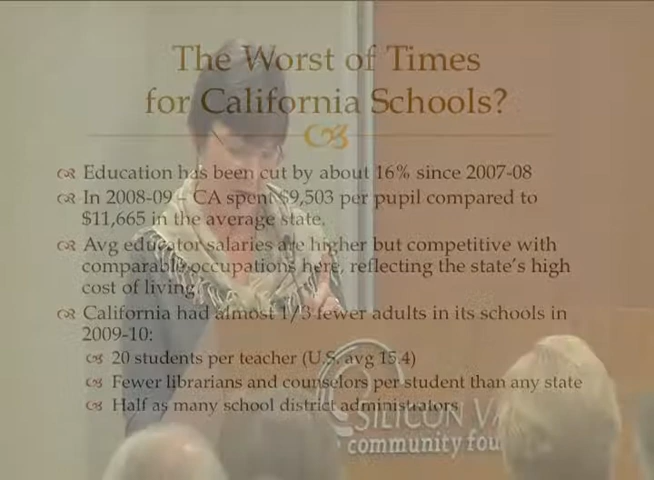 The Worst of Times
for California Schools?
Education has been cut by about 16% since 2007-08
In 2008-09 – CA spent $9,503 per pupil compared to
$11,665 in the average state.
Avg educator salaries are higher but competitive with
comparable occupations here, reflecting the state's high
cost of living
California had almost 1/3 fewer adults in its schools in
2009-10:
20 students per teacher (U.S. avg 15.4)
Fewer librarians and counselors per student than any state
Half as many school district administrators
SILICON VA
community fou